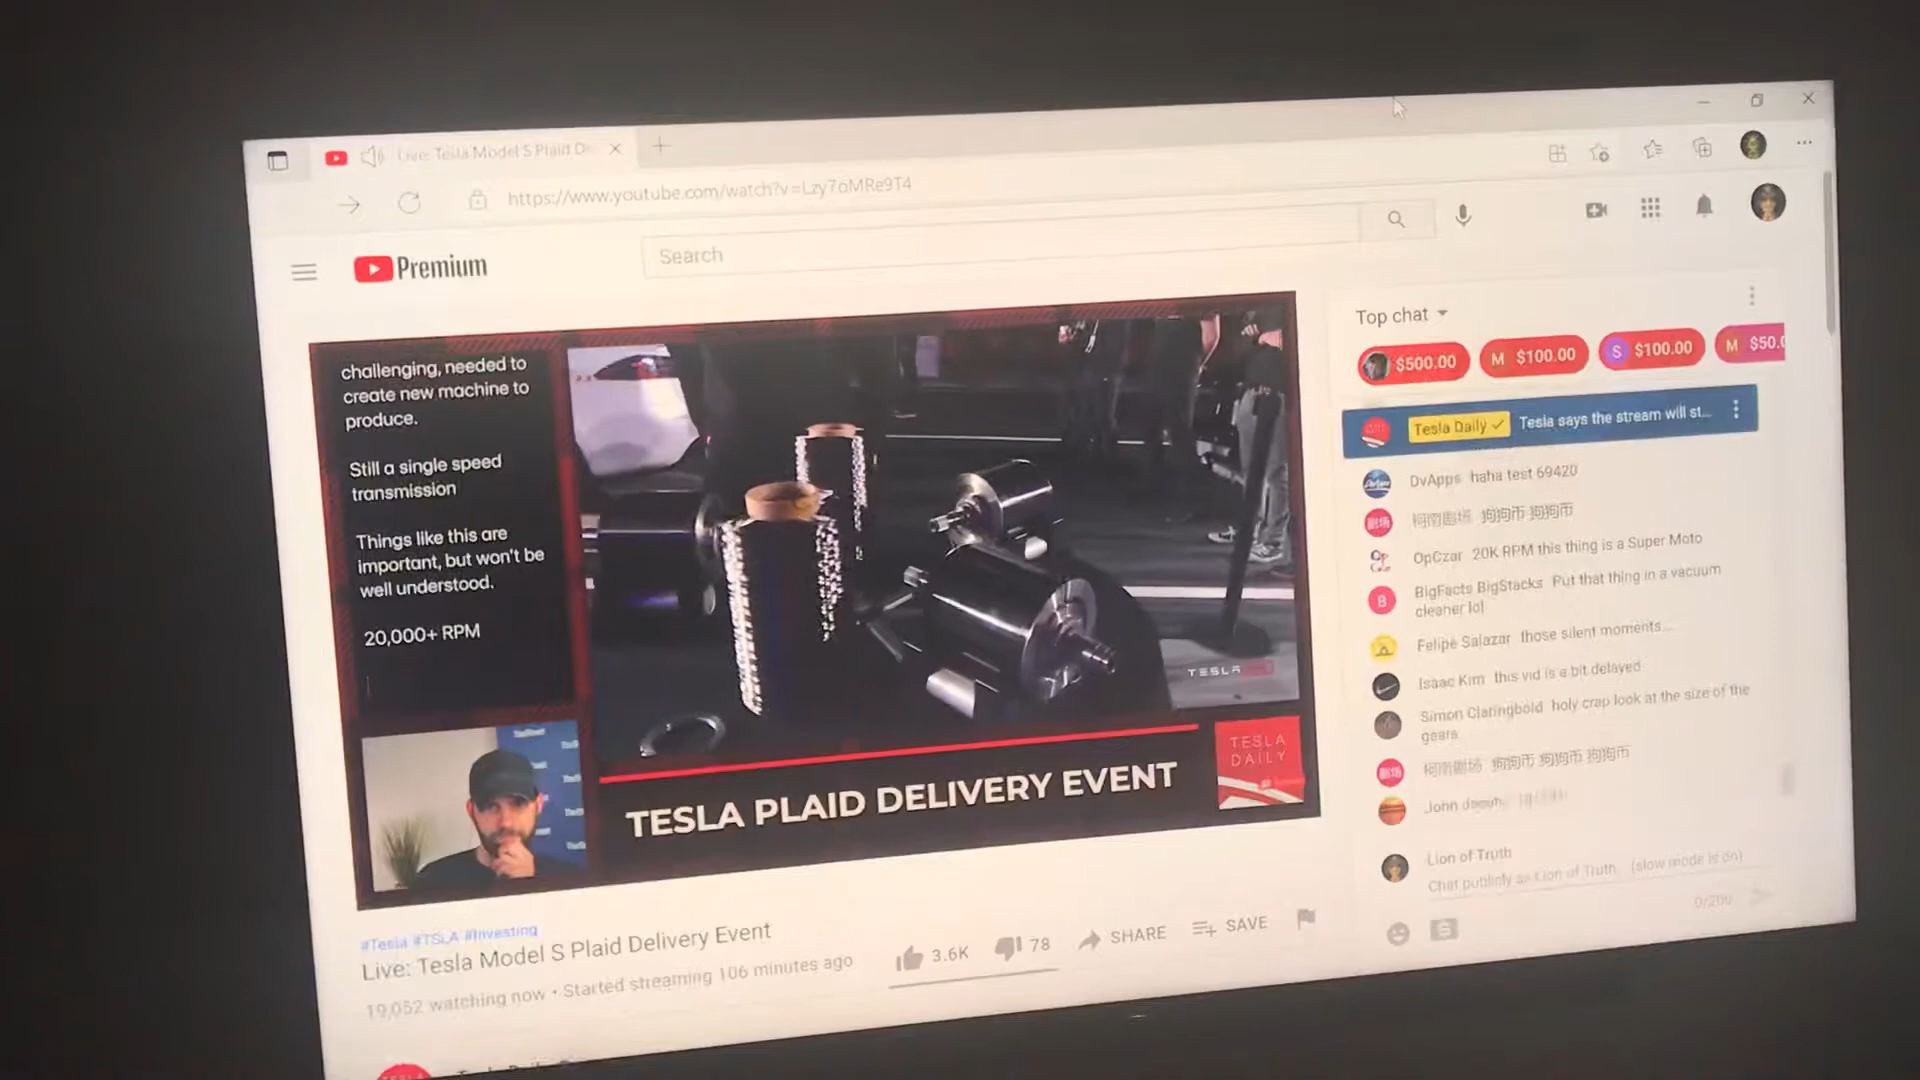 Live: Tesla Model S Plaid De
https://www.youtube.com/watch?v=Lzy7oMRe9T4
Premium
Search
challenging, needed to
create new machine to
produce.
Still a single speed
transmission
Things like this are
important, but won't be
well understood.
20,000+ RPM
TESLA
TESLA PLAID DELIVERY EVENT
TESLA
DAILY
#Tesla #TSLA #Investing
Live: Tesla Model S Plaid Delivery Event
19,052 watching now • Started streaming 106 minutes ago
3.6K
78
SHARE
SAVE
Top chat
$500.00
M $100.00
S $100.00
M $50.0
Tesla Daily Tesla says the stream will st...
DvApps haha test 69420
柯南剧场 狗狗币 狗狗币
OpCzar 20K RPM this thing is a Super Moto
B
BigFacts BigStacks Put that thing in a vacuum
cleaner lol
Felipe Salazar those silent moments...
Isaac Kim this vid is a bit delayed
Simon Claringbold holy crap look at the size of the
gears
柯南剧场 狗狗币 狗狗币 狗狗币
John
Lion of Truth
Chat publicly as Lion of Truth... (slow mode is on)
0/200